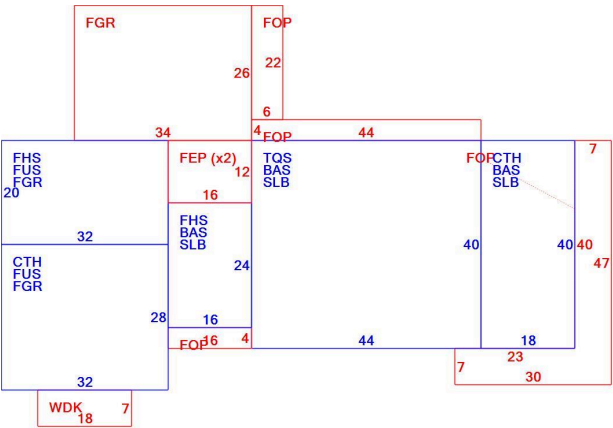 FGR
FOP
26
22
6
34
4
FOP
44
7
FHS
FUS
FGR
20
FEP (x2)
12
16
TQS
BAS
SLB
FOP
CTH
BAS
SLB
32
FHS
BAS
SLB
24
40
40
40
47
CTH
FUS
FGR
28
16
FOP
16
4
44
18
23
7
30
32
WDK
7
18